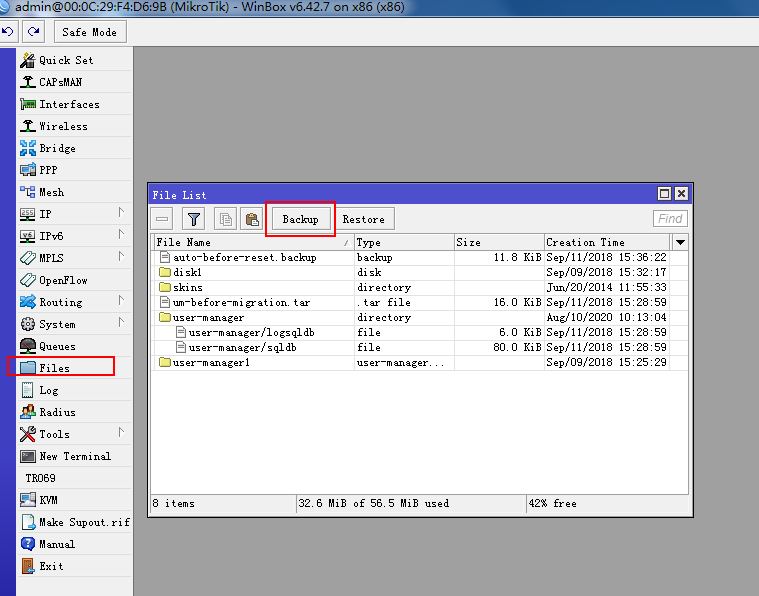 admin@00:0C:29:F4:D6:9B (MikroTik) - WinBox v6.42.7 on x86 (x86)
Safe Mode
Quick Set
CAPsMAN
Interfaces
Wireless
Bridge
PPP
Mesh
IP
IPv6
MPLS
OpenFlow
Routing
System
Queues
Files
Log
Radius
Tools
New Terminal
TR069
KVM
Make Supout.rif
Manual
Exit
File List
Backup Restore Find
File Name Type Size Creation Time
auto-before-reset.backup backup 11.8 KiB Sep/11/2018 15:36:22
disk1 disk Sep/09/2018 15:32:17
skins directory Jun/20/2014 11:55:33
um-before-migration.tar .tar file 16.0 KiB Sep/11/2018 15:28:59
user-manager directory Aug/10/2020 10:13:04
user-manager/logsqldb file 6.0 KiB Sep/11/2018 15:28:59
user-manager/sqldb file 80.0 KiB Sep/11/2018 15:28:59
user-manager1 user-manager... Sep/09/2018 15:25:29
8 items 32.6 MiB of 56.5 MiB used 42% free